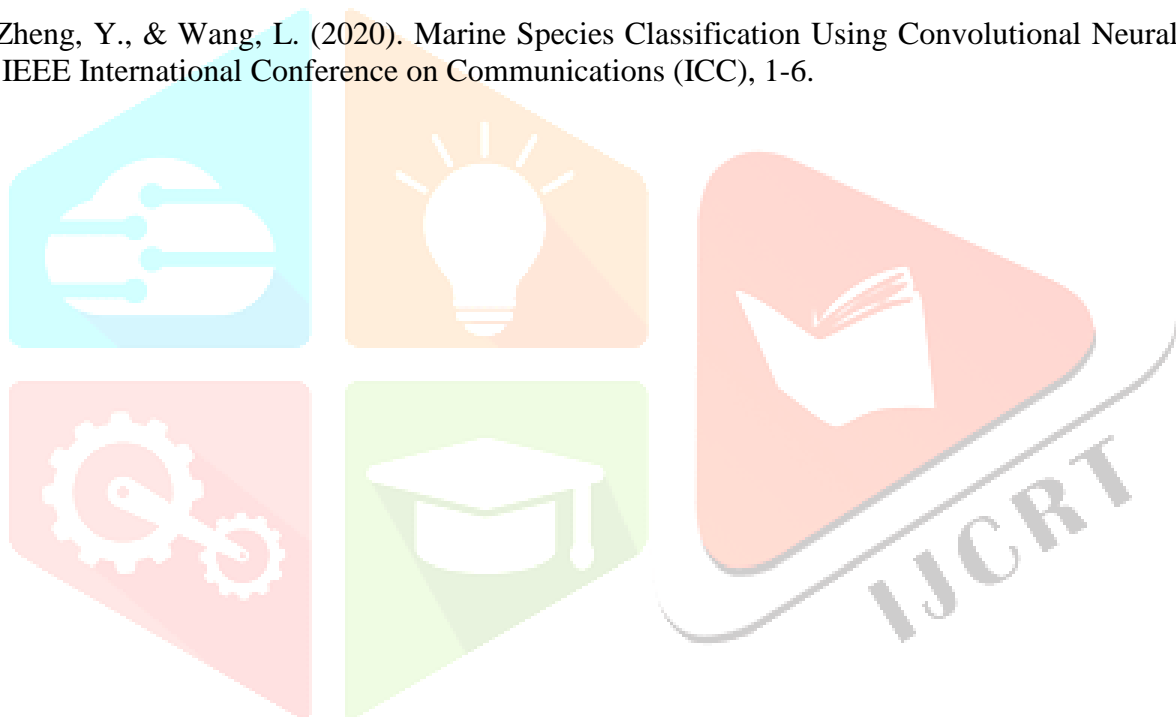 Zheng, Y., & Wang, L. (2020). Marine Species Classification Using Convolutional Neural
IEEE International Conference on Communications (ICC), 1-6.
IJCRT